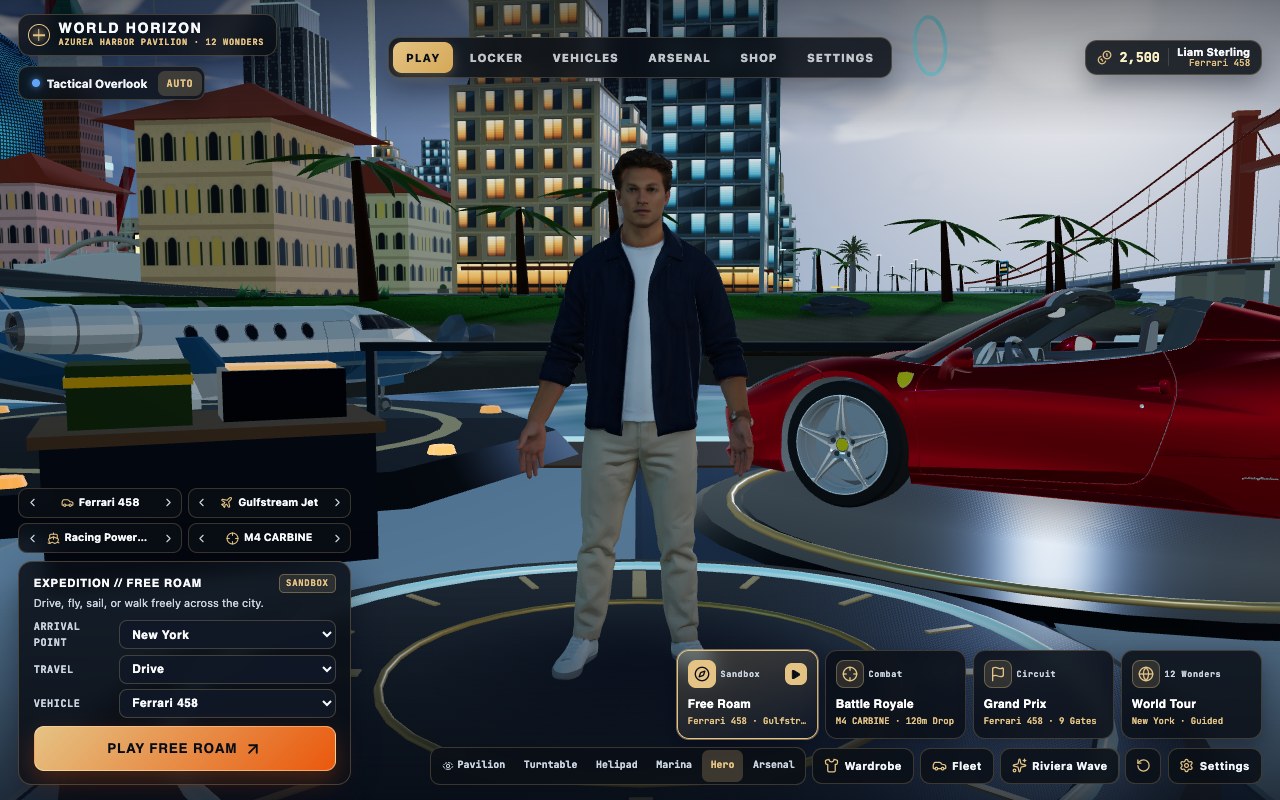 WORLD HORIZON
AZUREA HARBOR PAVILION · 12 WONDERS
Tactical Overlook AUTO
PLAY LOCKER VEHICLES ARSENAL SHOP SETTINGS
2,500
Liam Sterling
Ferrari 458
Ferrari 458
Gulfstream Jet
Racing Power...
M4 CARBINE
EXPEDITION // FREE ROAM SANDBOX
Drive, fly, sail, or walk freely across the city.
ARRIVAL POINT New York
TRAVEL Drive
VEHICLE Ferrari 458
PLAY FREE ROAM
Sandbox
Free Roam
Ferrari 458 · Gulfstr…
Combat
Battle Royale
M4 CARBINE · 120m Drop
Circuit
Grand Prix
Ferrari 458 · 9 Gates
12 Wonders
World Tour
New York · Guided
Pavilion Turntable Helipad Marina Hero Arsenal
Wardrobe
Fleet
Riviera Wave
Settings